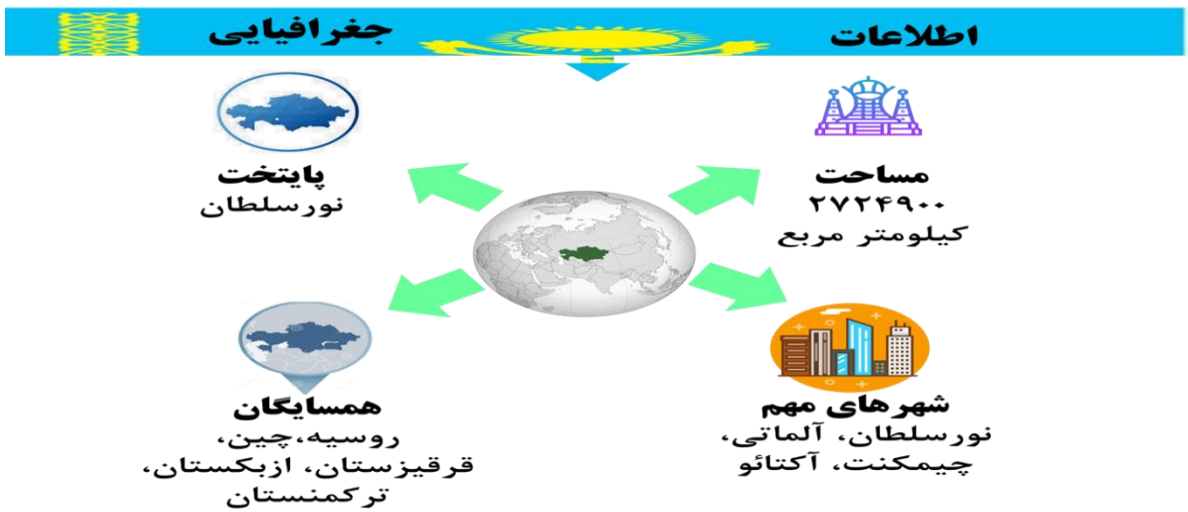 اطلاعات جغرافیایی
مساحت
۲۷۲۴۹۰۰
کیلومتر مربع
پایتخت
نورسلطان
شهرهای مهم
نورسلطان، آلماتی،
چیمکنت، آکتائو
همسایگان
روسیه،چین،
قرقیزستان، ازبکستان،
ترکمنستان